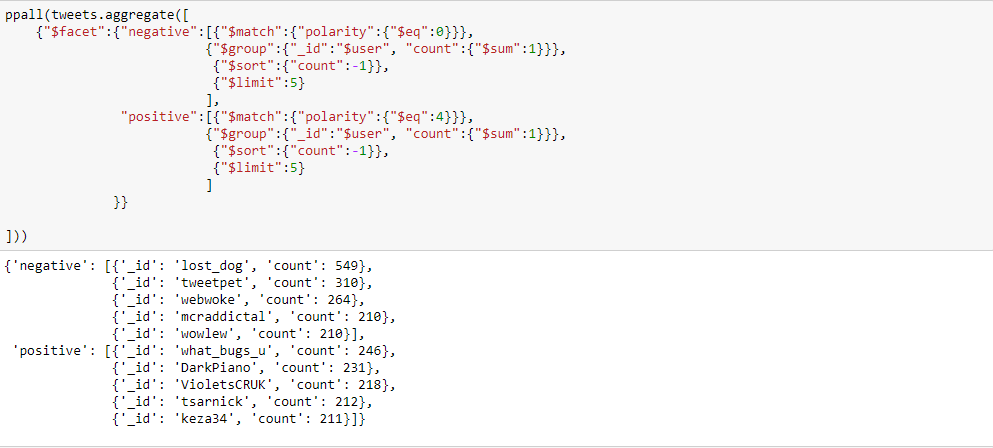 ppall(tweets.aggregate([
    {"$facet":{"negative":[{"$match":{"polarity":{"$eq":0}}},
                          {"$group":{"_id":"$user", "count":{"$sum":1}}},
                           {"$sort":{"count":-1}},
                           {"$limit":5}
                          ],
               "positive":[{"$match":{"polarity":{"$eq":4}}},
                          {"$group":{"_id":"$user", "count":{"$sum":1}}},
                           {"$sort":{"count":-1}},
                           {"$limit":5}
                          ]
              }}
]))
{'negative': [{'_id': 'lost_dog', 'count': 549},
              {'_id': 'tweetpet', 'count': 310},
              {'_id': 'webwoke', 'count': 264},
              {'_id': 'mcraddictal', 'count': 210},
              {'_id': 'wowlew', 'count': 210}],
 'positive': [{'_id': 'what_bugs_u', 'count': 246},
              {'_id': 'DarkPiano', 'count': 231},
              {'_id': 'VioletsCRUK', 'count': 218},
              {'_id': 'tsarnick', 'count': 212},
              {'_id': 'keza34', 'count': 211}]}